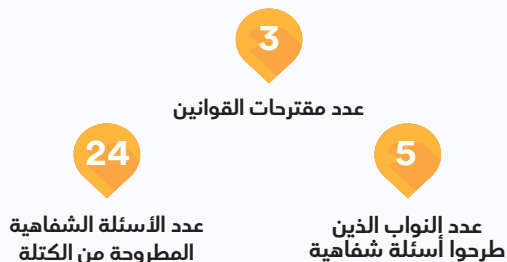 3
عدد مقترحات القوانين
5
عدد النواب الذين
طرحوا أسئلة شفاهية
24
عدد الأسئلة الشفاهية
المطروحة من الكتلة